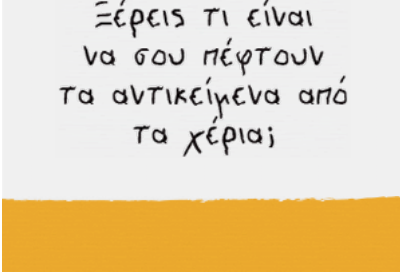 Ξέρεις τι είναι
να σου πέφτουν
τα αντικείμενα από
τα χέρια;